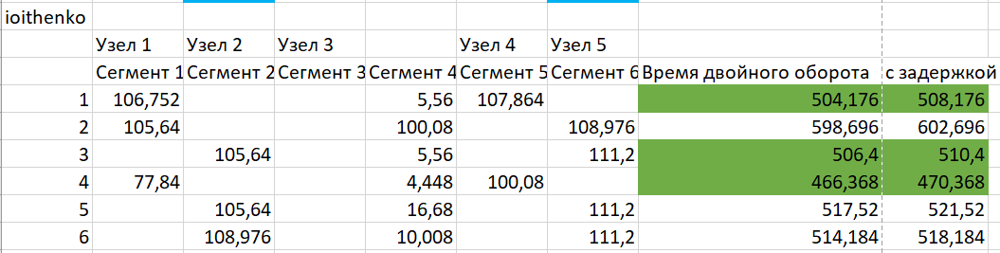 ioithenko
Узел 1 Узел 2 Узел 3 Узел 4 Узел 5
Сегмент 1 Сегмент 2 Сегмент 3 Сегмент 4 Сегмент 5 Сегмент 6 Время двойного оборота с задержкой
1 106,752 5,56 107,864 504,176 508,176
2 105,64 100,08 108,976 598,696 602,696
3 105,64 5,56 111,2 506,4 510,4
4 77,84 4,448 100,08 466,368 470,368
5 105,64 16,68 111,2 517,52 521,52
6 108,976 10,008 111,2 514,184 518,184